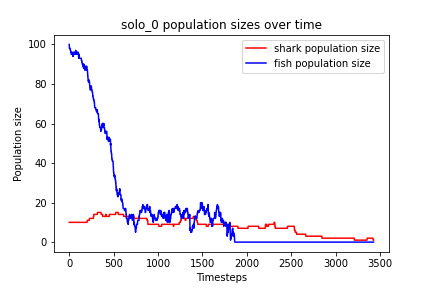 solo_0 population sizes over time
shark population size
fish population size
Population size
100
80
60
40
20
0
0 500 1000 1500 2000 2500 3000 3500
Timesteps